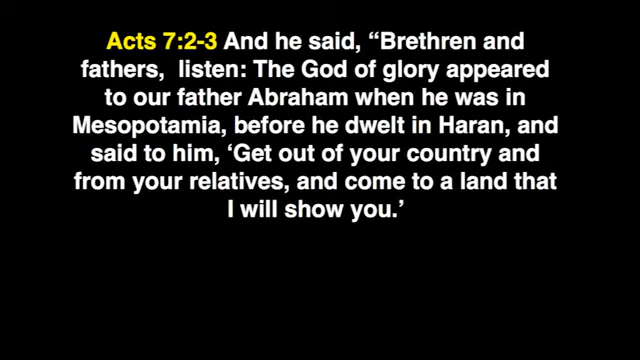 Acts 7:2-3 And he said, “Brethren and
fathers,  listen: The God of glory appeared
to our father Abraham when he was in
Mesopotamia, before he dwelt in Haran, and
said to him, ‘Get out of your country and
from your relatives, and come to a land that
I will show you.’